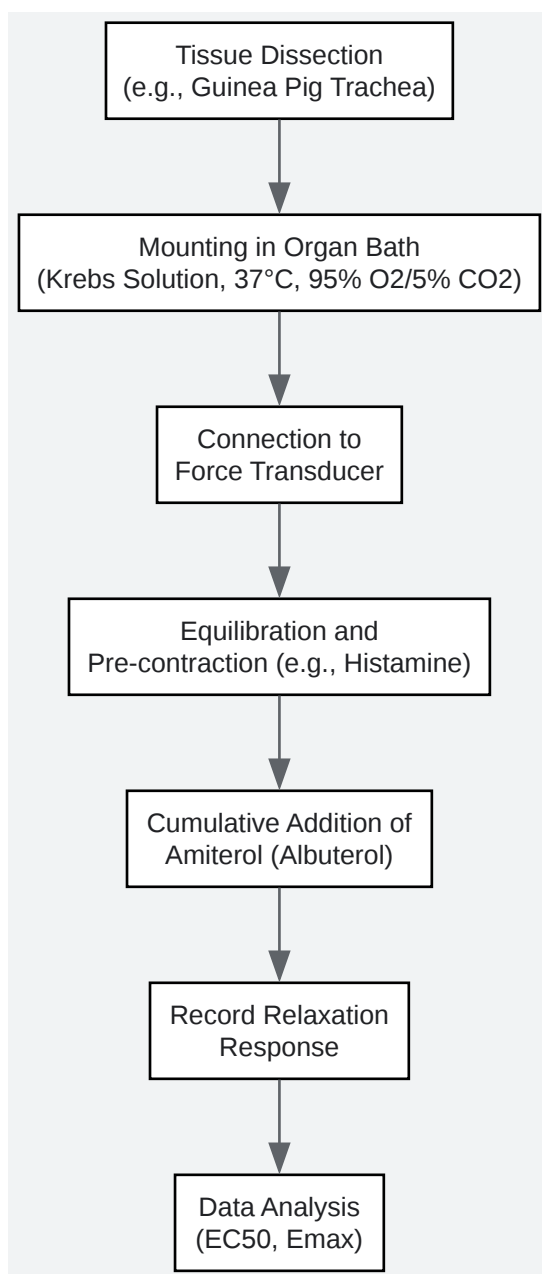 Tissue Dissection
(e.g., Guinea Pig Trachea)
Mounting in Organ Bath
(Krebs Solution, 37°C, 95% O2/5% CO2)
Connection to
Force Transducer
Equilibration and
Pre-contraction (e.g., Histamine)
Cumulative Addition of
Amiterol (Albuterol)
Record Relaxation
Response
Data Analysis
(EC50, Emax)